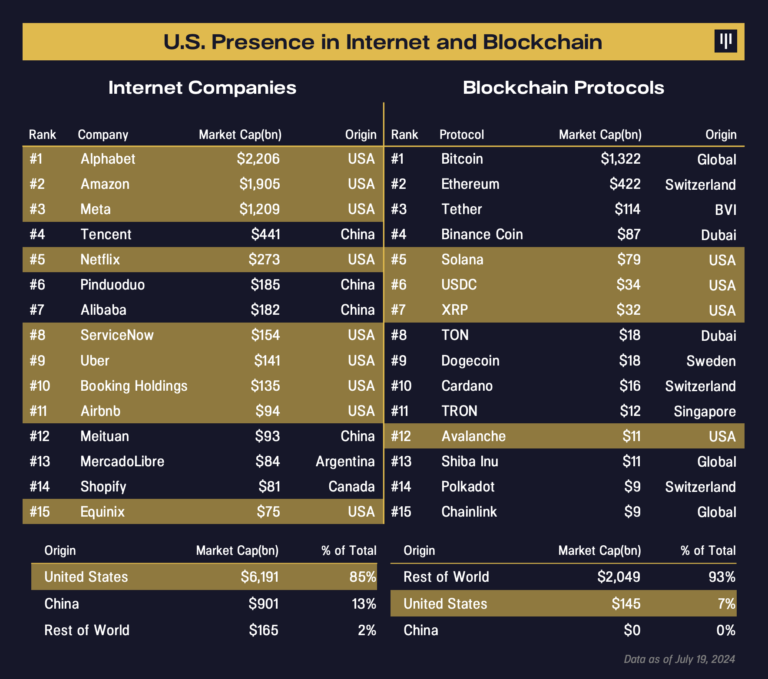 U.S. Presence in Internet and Blockchain
Internet Companies
Rank Company Market Cap(bn) Origin
#1 Alphabet $2,206 USA
#2 Amazon $1,905 USA
#3 Meta $1,209 USA
#4 Tencent $441 China
#5 Netflix $273 USA
#6 Pinduoduo $185 China
#7 Alibaba $182 China
#8 ServiceNow $154 USA
#9 Uber $141 USA
#10 Booking Holdings $135 USA
#11 Airbnb $94 USA
#12 Meituan $93 China
#13 MercadoLibre $84 Argentina
#14 Shopify $81 Canada
#15 Equinix $75 USA
Origin Market Cap(bn) % of Total
United States $6,191 85%
China $901 13%
Rest of World $165 2%
Blockchain Protocols
Rank Protocol Market Cap(bn) Origin
#1 Bitcoin $1,322 Global
#2 Ethereum $422 Switzerland
#3 Tether $114 BVI
#4 Binance Coin $87 Dubai
#5 Solana $79 USA
#6 USDC $34 USA
#7 XRP $32 USA
#8 TON $18 Dubai
#9 Dogecoin $18 Sweden
#10 Cardano $16 Switzerland
#11 TRON $12 Singapore
#12 Avalanche $11 USA
#13 Shiba Inu $11 Global
#14 Polkadot $9 Switzerland
#15 Chainlink $9 Global
Origin Market Cap(bn) % of Total
Rest of World $2,049 93%
United States $145 7%
China $0 0%
Data as of July 19, 2024